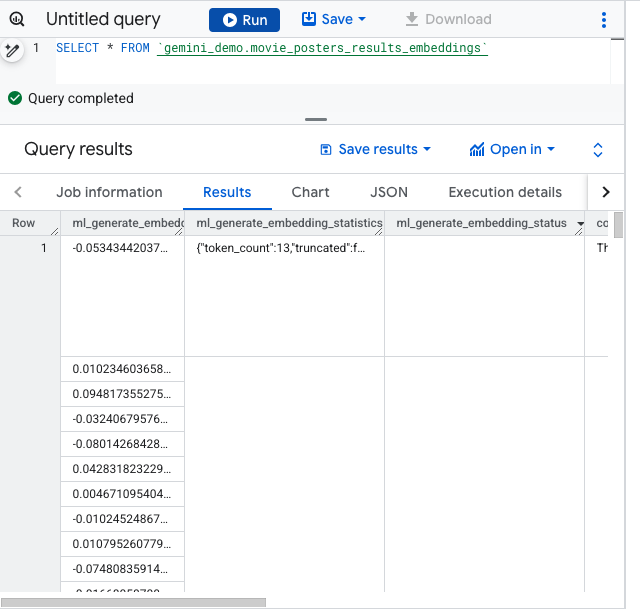 Untitled query Run Save Download
1 SELECT * FROM `gemini_demo.movie_posters_results_embeddings`
Query completed
Query results Save results Open in
Job information Results Chart JSON Execution details
Row ml_generate_embedd ml_generate_embedding_statistics ml_generate_embedding_status co
1 -0.05343442037... {"token_count":13,"truncated":f... Th
0.010234603658...
0.094817355275...
-0.03240679576...
-0.08014268428...
0.042831823229...
0.004671095404...
-0.01024524867...
0.010795260779...
-0.07480835914...